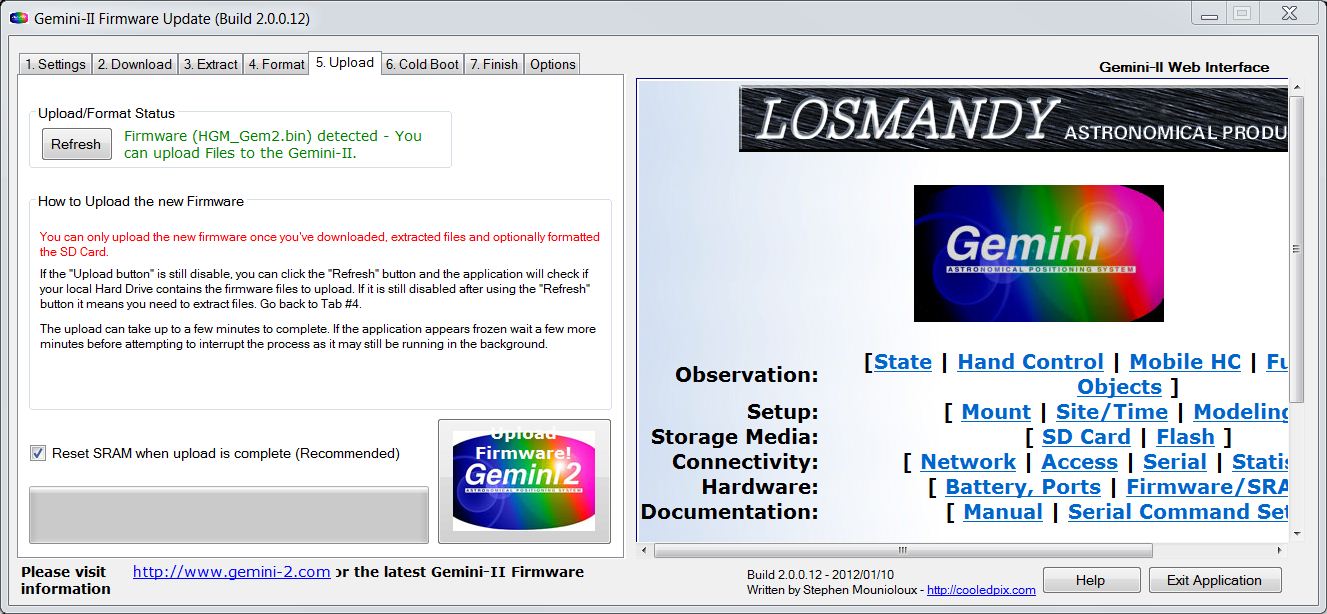 Gemini-II Firmware Update (Build 2.0.0.12)
1. Settings
2. Download
3. Extract
4. Format
5. Upload
6. Cold Boot
7. Finish
Options
Upload/Format Status
Refresh
Firmware (HGM_Gem2.bin) detected - You
can upload Files to the Gemini-II.
How to Upload the new Firmware
You can only upload the new firmware once you've downloaded, extracted files and optionally formatted
the SD Card.
If the "Upload button" is still disable, you can click the "Refresh" button and the application will check if
your local Hard Drive contains the firmware files to upload. If it is still disabled after using the "Refresh"
button it means you need to extract files. Go back to Tab #4.
The upload can take up to a few minutes to complete. If the application appears frozen wait a few more
minutes before attempting to interrupt the process as it may still be running in the background.
Reset SRAM when upload is complete (Recommended)
Upload
Firmware!
Gemini2
ASTRONOMICAL POSITIONING SYSTEM
Gemini-II Web Interface
LOSMANDY ASTRONOMICAL PRODU
Gemini
ASTRONOMICAL POSITIONING SYSTEM
Observation: [State | Hand Control | Mobile HC | Fu
Objects ]
Setup: [ Mount | Site/Time | Modeling
Storage Media: [ SD Card | Flash ]
Connectivity: [ Network | Access | Serial | Statis
Hardware: [ Battery, Ports | Firmware/SRA
Documentation: [ Manual | Serial Command Set
Please visit http://www.gemini-2.com or the latest Gemini-II Firmware
information
Build 2.0.0.12 - 2012/01/10
Written by Stephen Mounioloux - http://cooledpix.com
Help
Exit Application